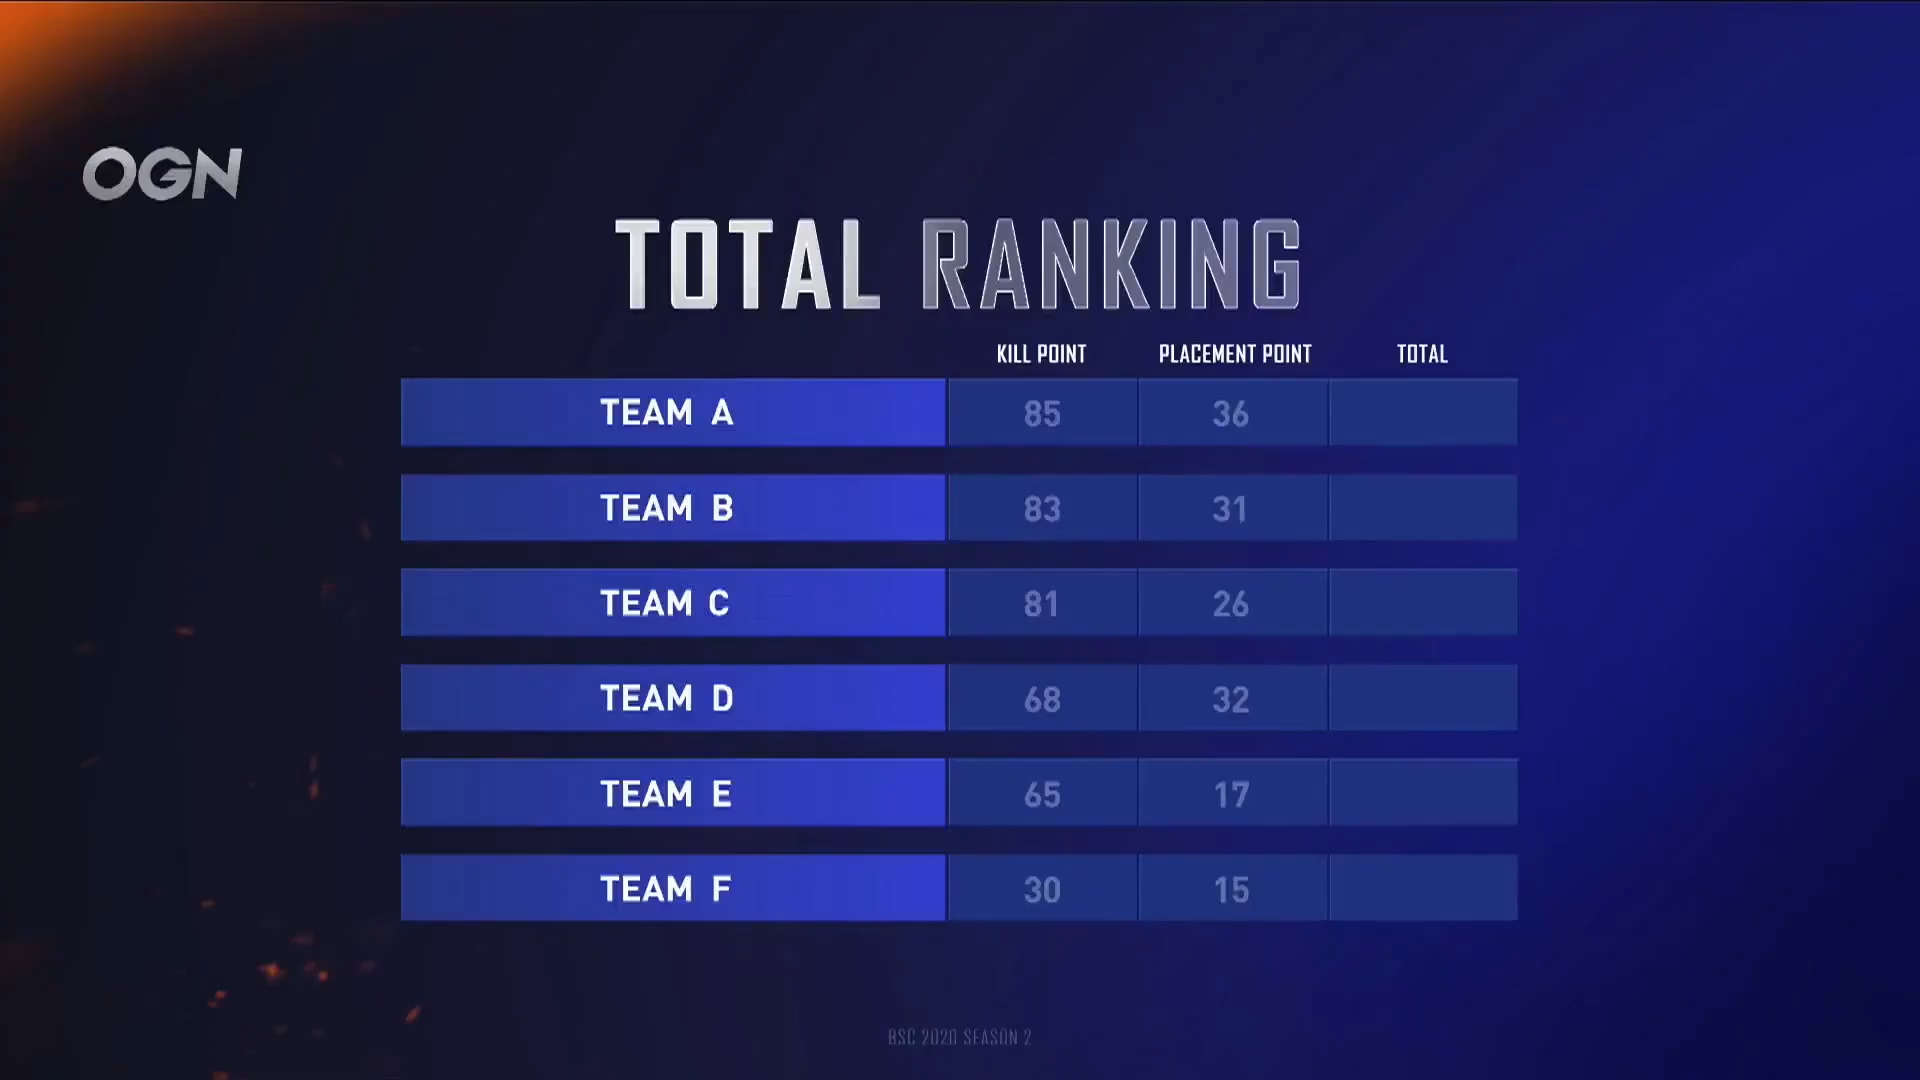 OGN
TOTAL RANKING
KILL POINT PLACEMENT POINT TOTAL
TEAM A 85 36
TEAM B 83 31
TEAM C 81 26
TEAM D 68 32
TEAM E 65 17
TEAM F 30 15
BSC 2020 SEASON 2